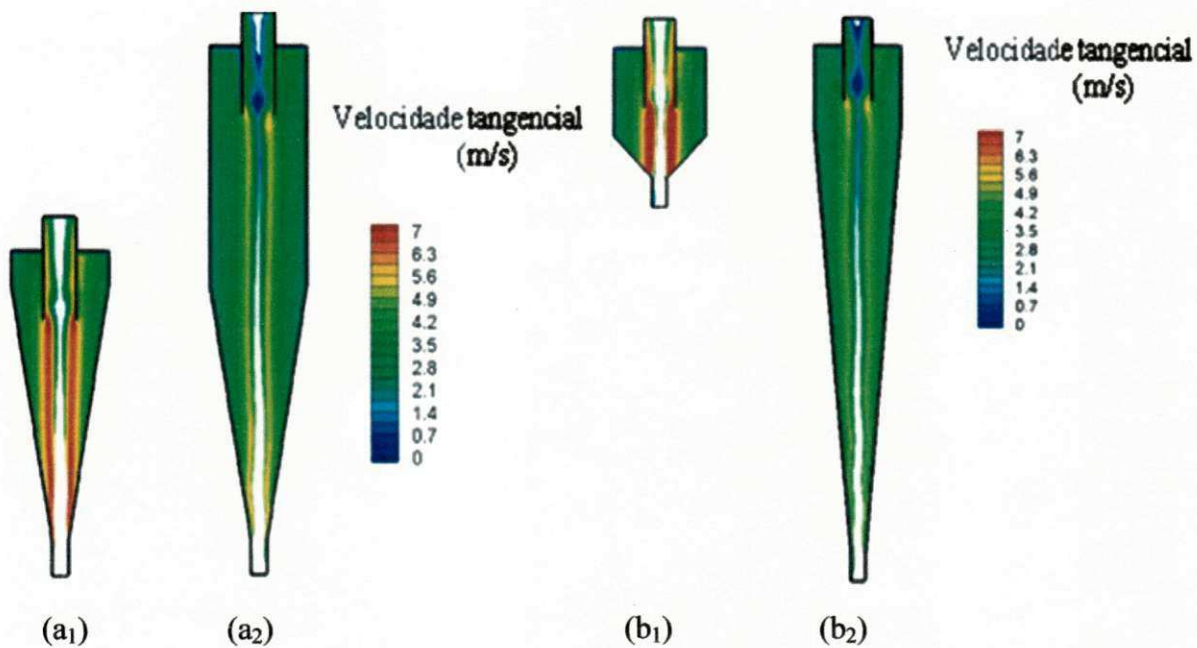 Velocidade tangencial
(m/s)
7
6.3
5.6
4.9
4.2
3.5
2.8
2.1
1.4
0.7
0
Velocidade tangencial
(m/s)
7
6.3
5.6
4.9
4.2
3.5
2.8
2.1
1.4
0.7
0
(a₁)
(a₂)
(b₁)
(b₂)